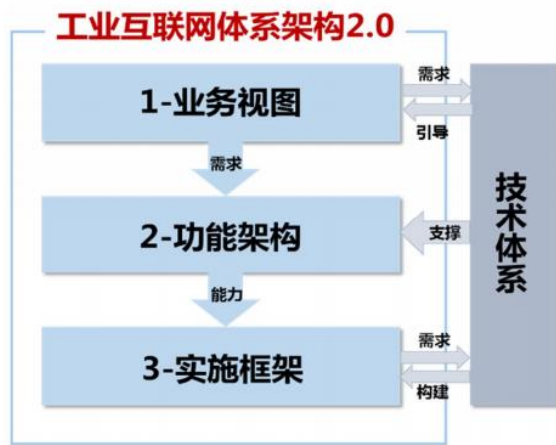 工业互联网体系架构2.0
1-业务视图
需求
引导
需求
2-功能架构
支撑
能力
3-实施框架
需求
构建
技术体系